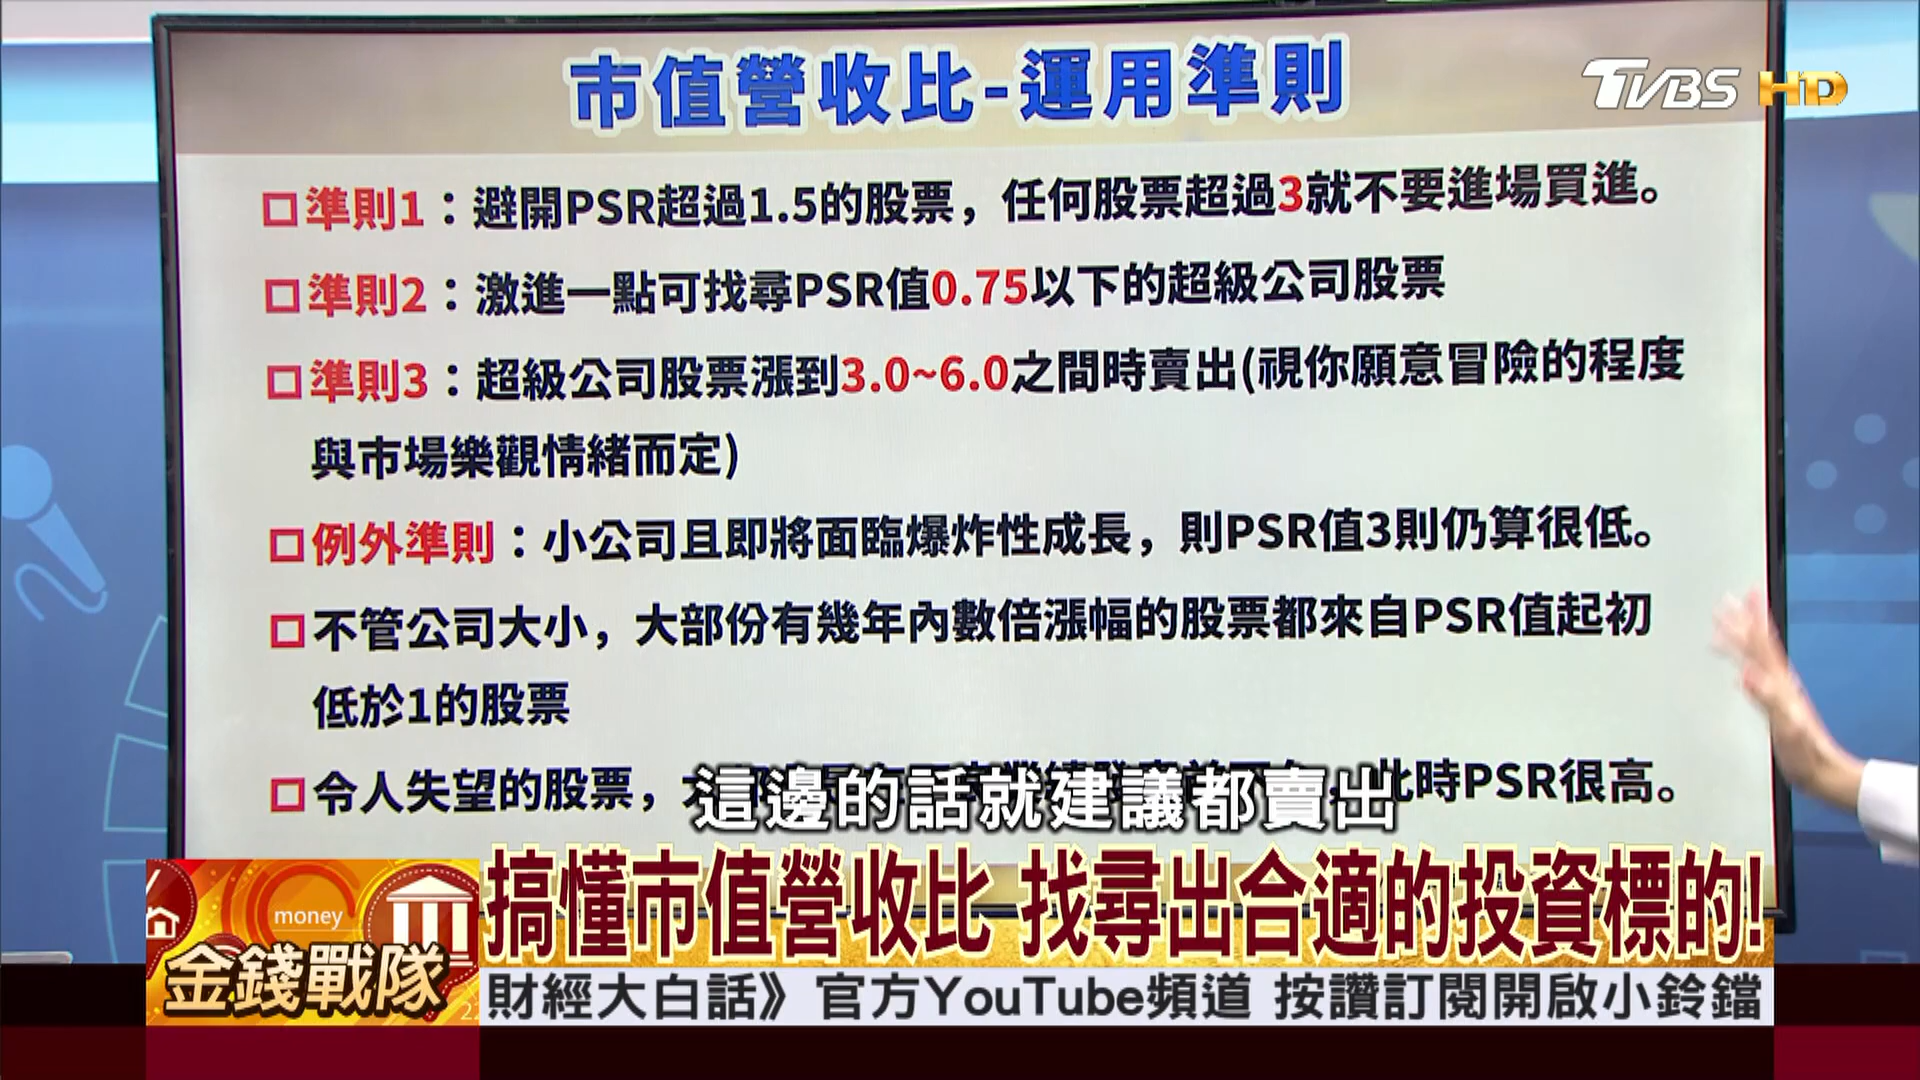 市值營收比-運用準則
TVBS HD
準則1：避開PSR超過1.5的股票，任何股票超過3就不要進場買進。
準則2：激進一點可找尋PSR值0.75以下的超級公司股票
準則3：超級公司股票漲到3.0~6.0之間時賣出(視你願意冒險的程度
與市場樂觀情緒而定)
例外準則：小公司且即將面臨爆炸性成長，則PSR值3則仍算很低。
不管公司大小，大部份有幾年內數倍漲幅的股票都來自PSR值起初
低於1的股票
令人失望的股票，此時PSR很高。
這邊的話就建議都賣出
money
金錢戰隊
搞懂市值營收比 找尋出合適的投資標的!
財經大白話》官方YouTube頻道 按讚訂閱開啟小鈴鐺